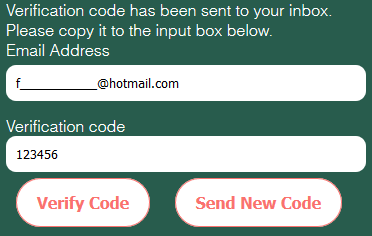 Verification code has been sent to your inbox.
Please copy it to the input box below.
Email Address
f___________@hotmail.com
Verification code
123456
Verify Code
Send New Code